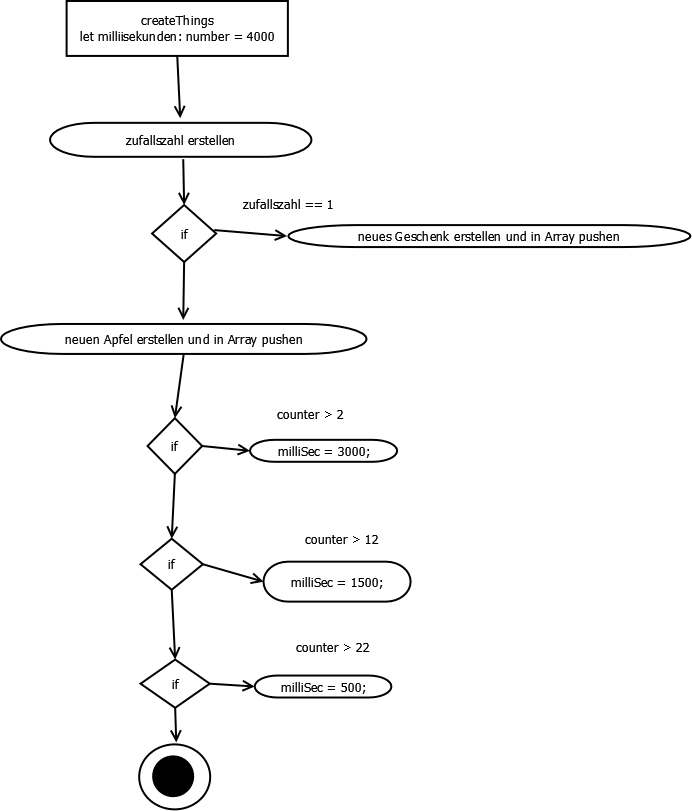 createThings
let milliisekunden: number = 4000
zufallszahl erstellen
zufallszahl == 1
if
neues Geschenk erstellen und in Array pushen
neuen Apfel erstellen und in Array pushen
counter > 2
if
milliSec = 3000;
counter > 12
if
milliSec = 1500;
counter > 22
if
milliSec = 500;